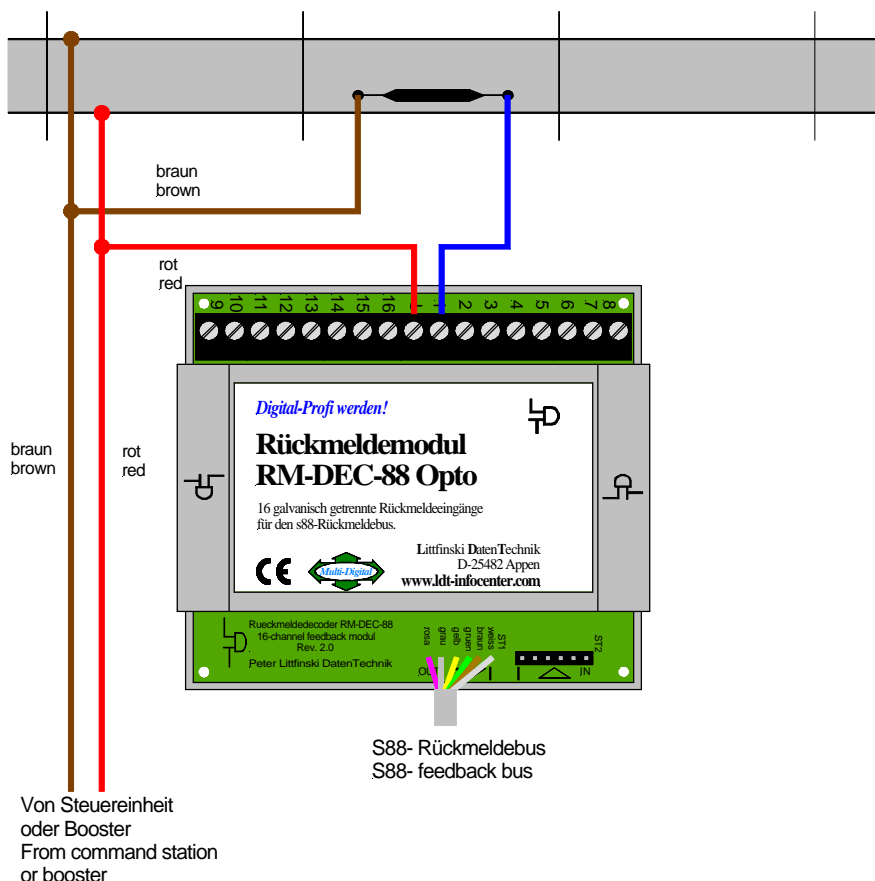 braun
brown
rot
red
9 10 11 12 13 14 15 16 1 2 3 4 5 6 7 8
Digital-Profi werden!
Rückmeldemodul
RM-DEC-88 Opto
16 galvanisch getrennte Rückmeldeeingänge
für den s88-Rückmeldebus.
Littfinski DatenTechnik
D-25482 Appen
www.ldt-infocenter.com
CE
Multi-Digital
braun
brown
rot
red
Rueckmeldedecoder RM-DEC-88
16-channel feedback modul
Rev. 2.0
Peter Littfinski DatenTechnik
rosa
grau
gelb
gruen
braun
weiss
ST1
ST2
IN
S88- Rückmeldebus
S88- feedback bus
Von Steuereinheit
oder Booster
From command station
or booster